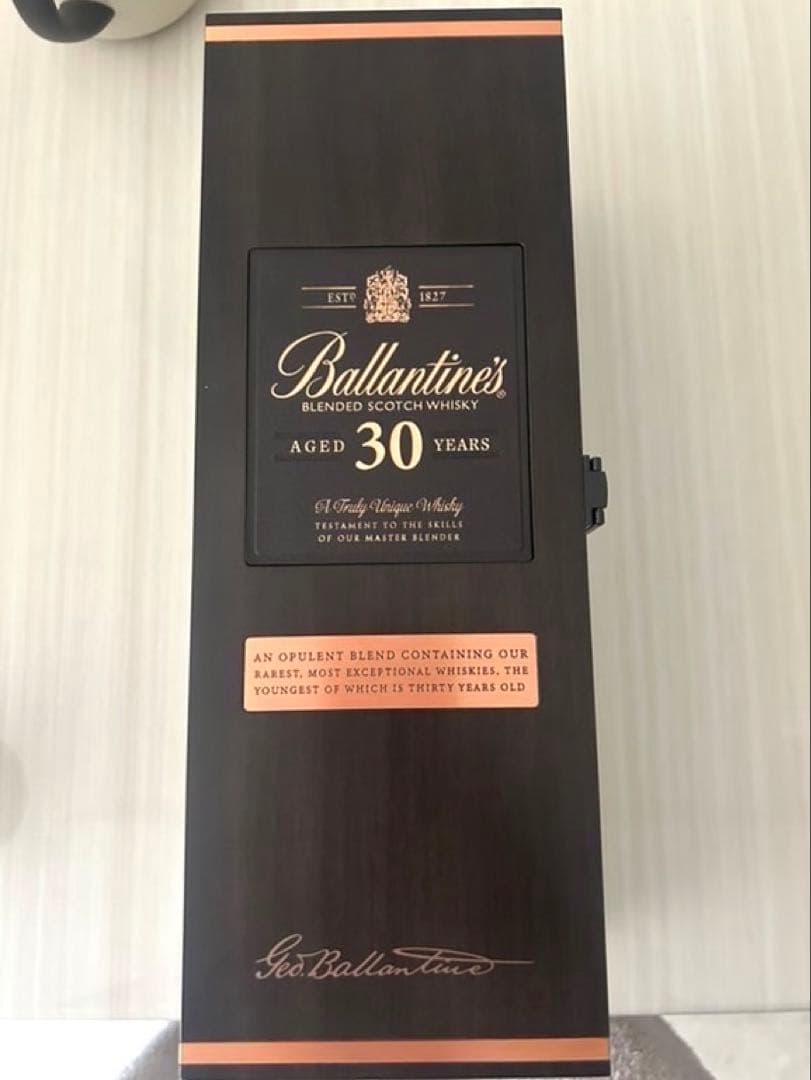 ESTD 1827
Ballantine's®
BLENDED SCOTCH WHISKY
AGED 30 YEARS
A Truly Unique Whisky
TESTAMENT TO THE SKILLS
OF OUR MASTER BLENDER
AN OPULENT BLEND CONTAINING OUR
RAREST, MOST EXCEPTIONAL WHISKIES, THE
YOUNGEST OF WHICH IS THIRTY YEARS OLD
Geo. Ballantine